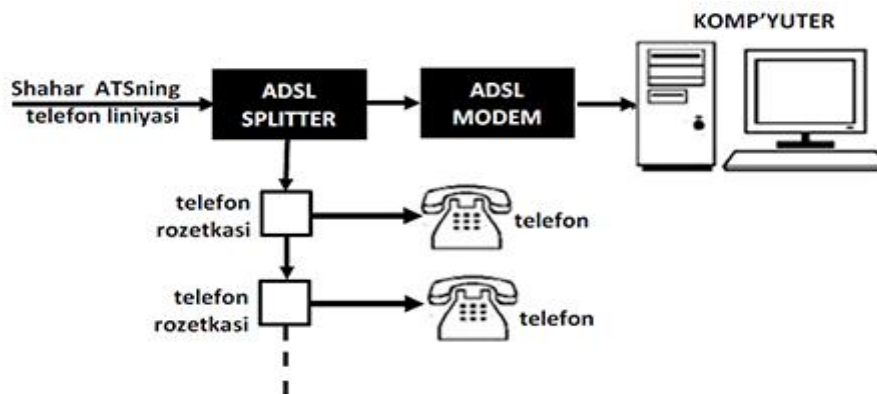 KOMP'YUTER
Shahar ATSning
telefon liniyasi
ADSL
SPLITTER
ADSL
MODEM
telefon
rozetkasi
telefon
telefon
rozetkasi
telefon